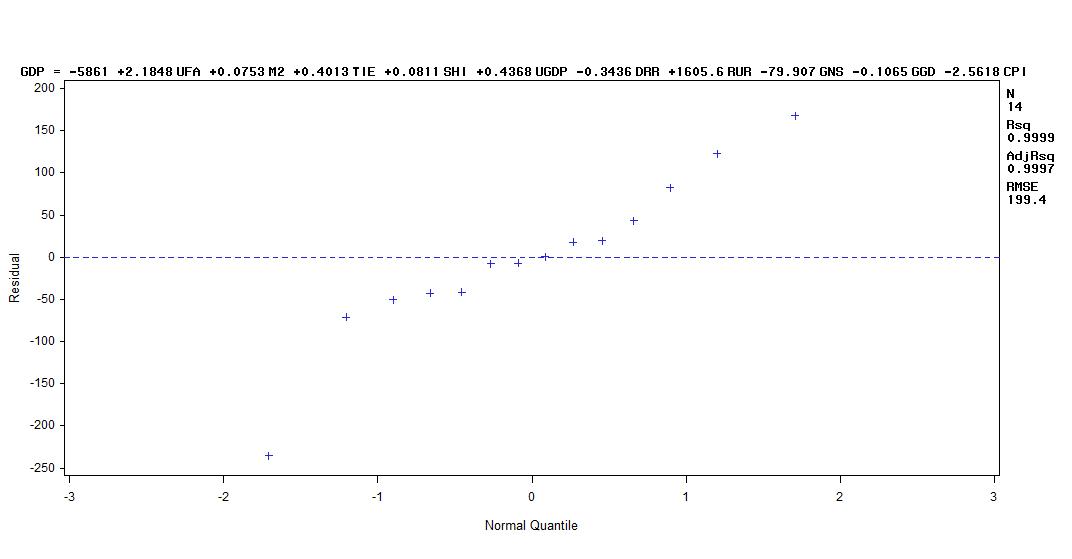 GDP = -5861 +2.1848 UFA +0.0753 M2 +0.4013 TIE +0.0811 SHI +0.4368 UGDP -0.3436 DRR +1605.6 RUR -79.907 GNS -0.1065 GGD -2.5618 CPI
N
14
Rsq
0.9999
AdjRsq
0.9997
RMSE
199.4
200
150
100
50
0
-50
-100
-150
-200
-250
Residual
-3 -2 -1 0 1 2 3
Normal Quantile